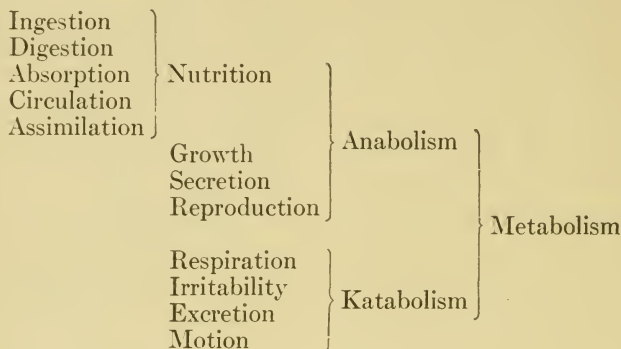 Ingestion
Digestion
Absorption
Circulation
Assimilation
Nutrition
Growth
Secretion
Reproduction
Anabolism
Respiration
Irritability
Excretion
Motion
Katabolism
Metabolism